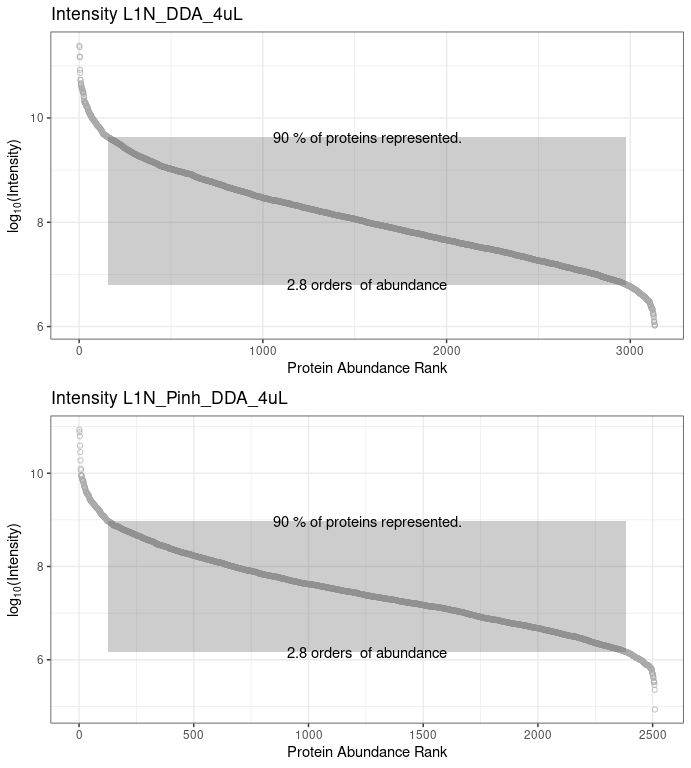 Intensity L1N_DDA_4uL
10
8
6
log10(Intensity)
90 % of proteins represented.
2.8 orders  of abundance
0 1000 2000 3000
Protein Abundance Rank
Intensity L1N_Pinh_DDA_4uL
10
8
6
log10(Intensity)
90 % of proteins represented.
2.8 orders  of abundance
0 500 1000 1500 2000 2500
Protein Abundance Rank